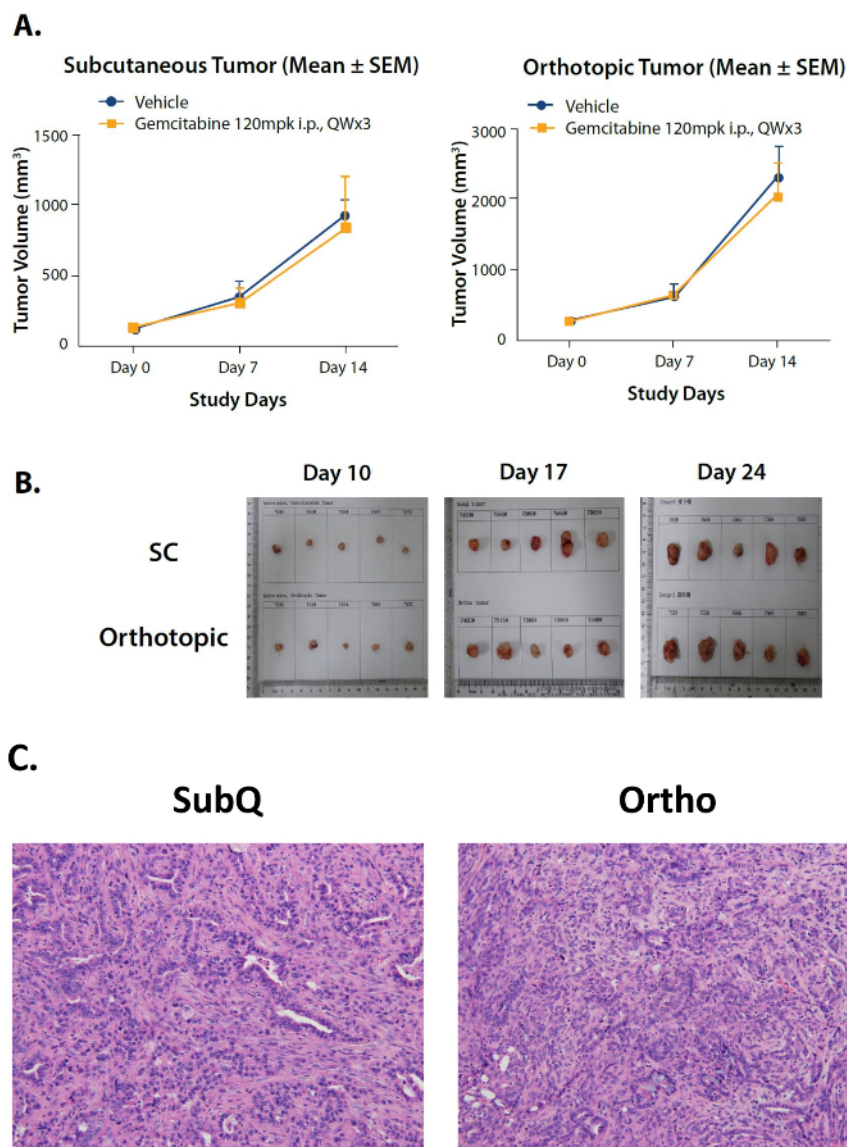 A.
Subcutaneous Tumor (Mean ± SEM)
Vehicle
Gemcitabine 120mpk i.p., QWx3
1500
1000
500
0
Tumor Volume (mm³)
Day 0
Day 7
Day 14
Study Days
Orthotopic Tumor (Mean ± SEM)
Vehicle
Gemcitabine 120mpk i.p., QWx3
3000
2000
1000
0
Tumor Volume (mm³)
Day 0
Day 7
Day 14
Study Days
B.
Day 10
Day 17
Day 24
SC
Orthotopic
C.
SubQ
Ortho